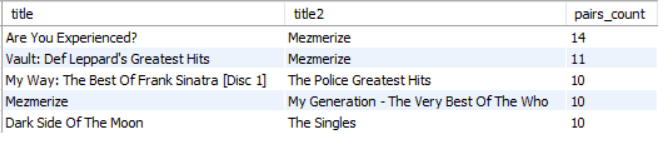 title title2 pairs_count
Are You Experienced? Mezmerize 14
Vault: Def Leppard's Greatest Hits Mezmerize 11
My Way: The Best Of Frank Sinatra [Disc 1] The Police Greatest Hits 10
Mezmerize My Generation - The Very Best Of The Who 10
Dark Side Of The Moon The Singles 10